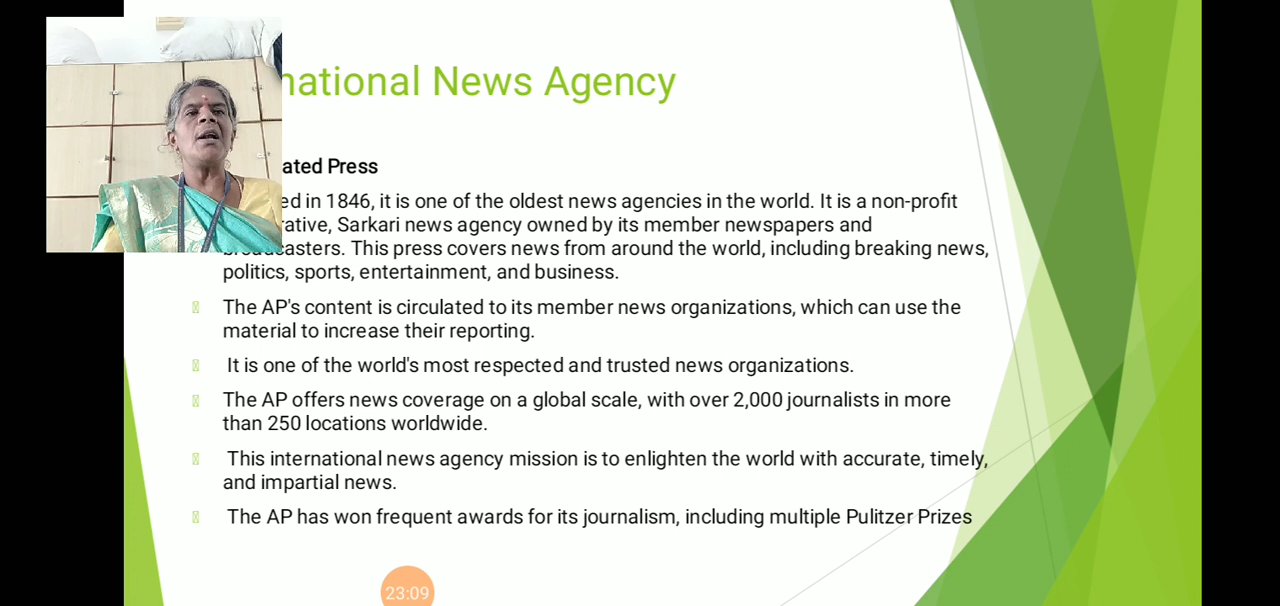 national News Agency
ated Press
ed in 1846, it is one of the oldest news agencies in the world. It is a non-profit
rative, Sarkari news agency owned by its member newspapers and
broadcasters. This press covers news from around the world, including breaking news,
politics, sports, entertainment, and business.
The AP's content is circulated to its member news organizations, which can use the
material to increase their reporting.
It is one of the world's most respected and trusted news organizations.
The AP offers news coverage on a global scale, with over 2,000 journalists in more
than 250 locations worldwide.
This international news agency mission is to enlighten the world with accurate, timely,
and impartial news.
The AP has won frequent awards for its journalism, including multiple Pulitzer Prizes
23:09